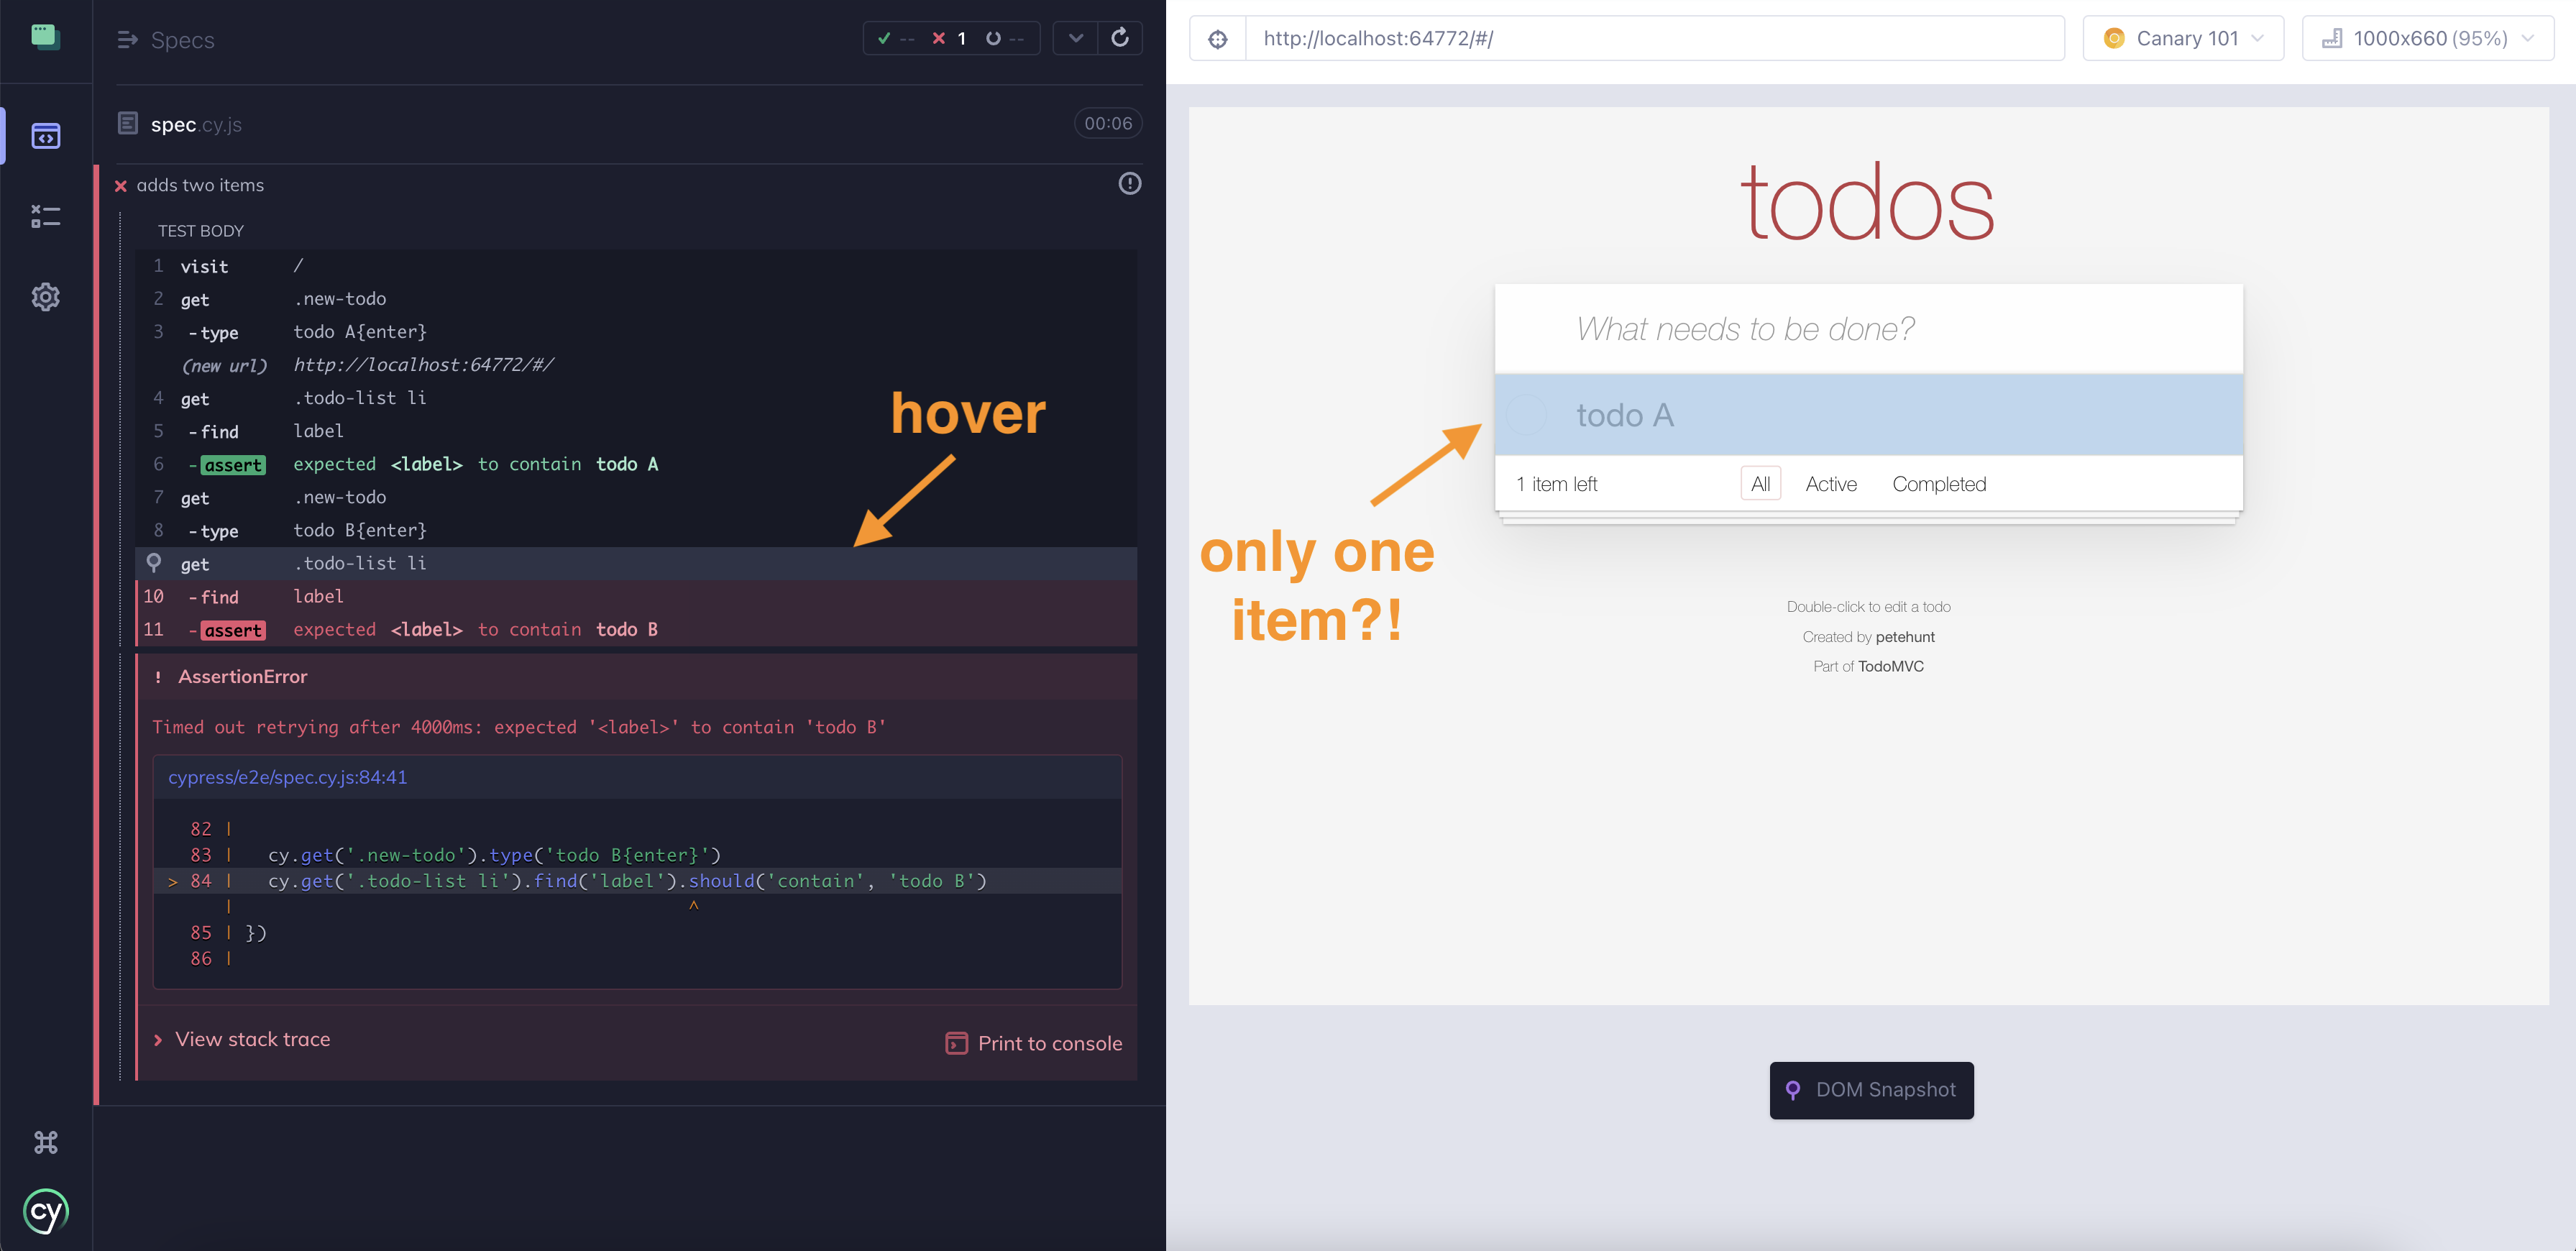 Specs
-- 1 --
spec.cy.js
00:06
adds two items
TEST BODY
1 visit /
2 get .new-todo
3 -type todo A{enter}
(new url) http://localhost:64772/#/
4 get .todo-list li
5 -find label
6 -assert expected <label> to contain todo A
7 get .new-todo
8 -type todo B{enter}
get .todo-list li
10 -find label
11 -assert expected <label> to contain todo B
! AssertionError
Timed out retrying after 4000ms: expected '<label>' to contain 'todo B'
cypress/e2e/spec.cy.js:84:41
82 |
83 | cy.get('.new-todo').type('todo B{enter}')
> 84 | cy.get('.todo-list li').find('label').should('contain', 'todo B')
| ^
85 | })
86 |
View stack trace
Print to console
cy
hover
http://localhost:64772/#/
Canary 101
1000x660 (95%)
todos
What needs to be done?
todo A
1 item left All Active Completed
only one
item?!
Double-click to edit a todo
Created by petehunt
Part of TodoMVC
DOM Snapshot